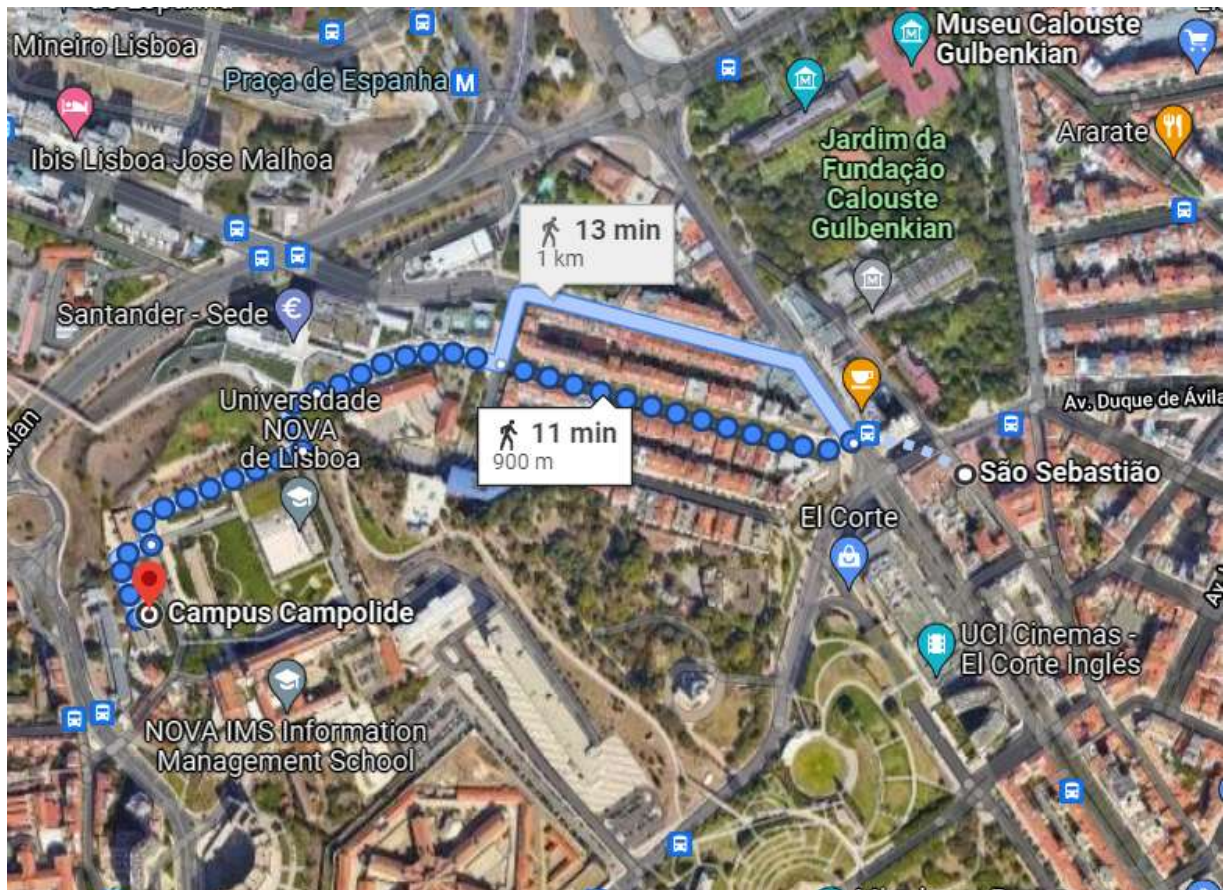 Mineiro Lisboa
Praça de Espanha
M
Ibis Lisboa Jose Malhoa
Museu Calouste
Gulbenkian
Ararate
Jardim da
Fundação
Calouste
Gulbenkian
13 min
1 km
Santander - Sede
€
Universidade
NOVA
de Lisboa
11 min
900 m
Av. Duque de Ávila
São Sebastião
El Corte
Campus Campolide
UCI Cinemas -
El Corte Inglés
NOVA IMS Information
Management School